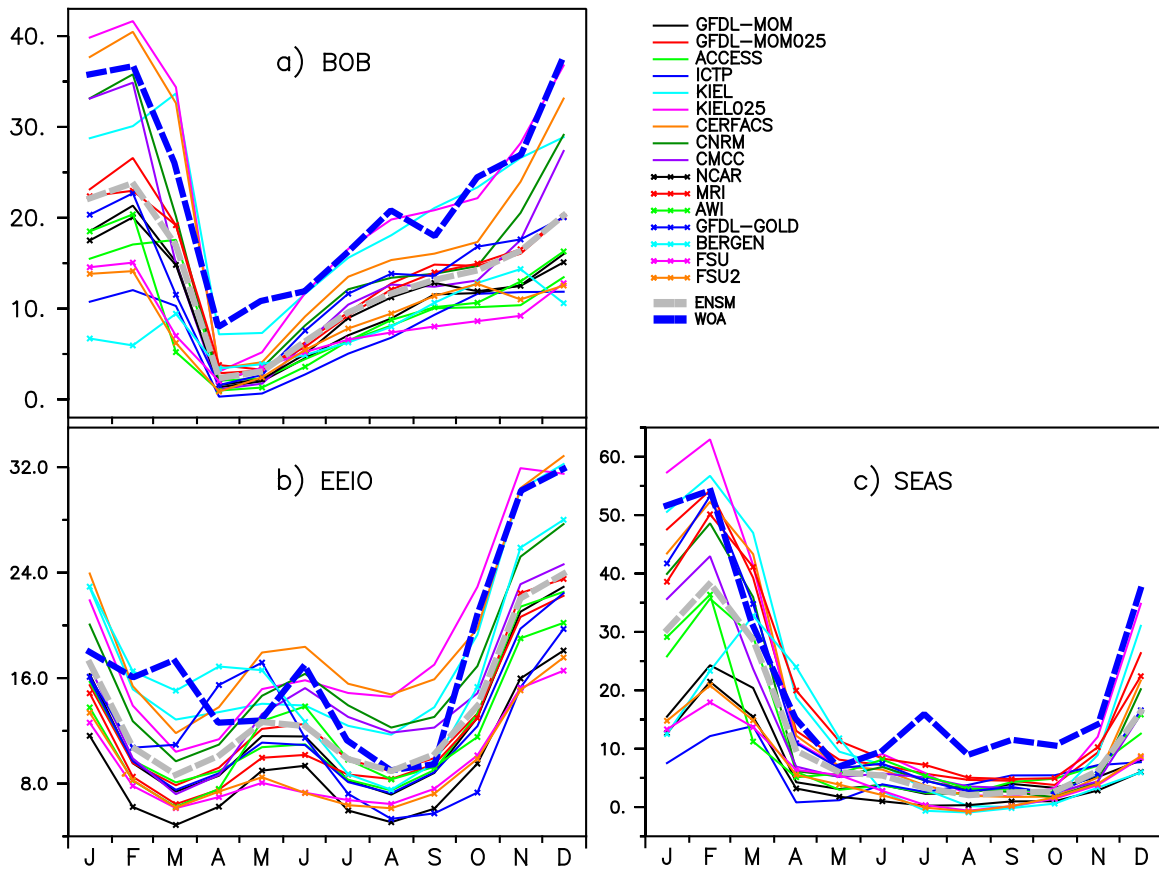 40.
30.
20.
10.
0.
a) BOB
GFDL-MOM
GFDL-MOM025
ACCESS
ICTP
KIEL
KIEL025
CERFACS
CNRM
CMCC
NCAR
MRI
AWI
GFDL-GOLD
BERGEN
FSU
FSU2
ENSM
WOA
32.0
24.0
16.0
8.0
b) EEIO
J F M A M J J A S O N D
60.
50.
40.
30.
20.
10.
0.
c) SEAS
J F M A M J J A S O N D